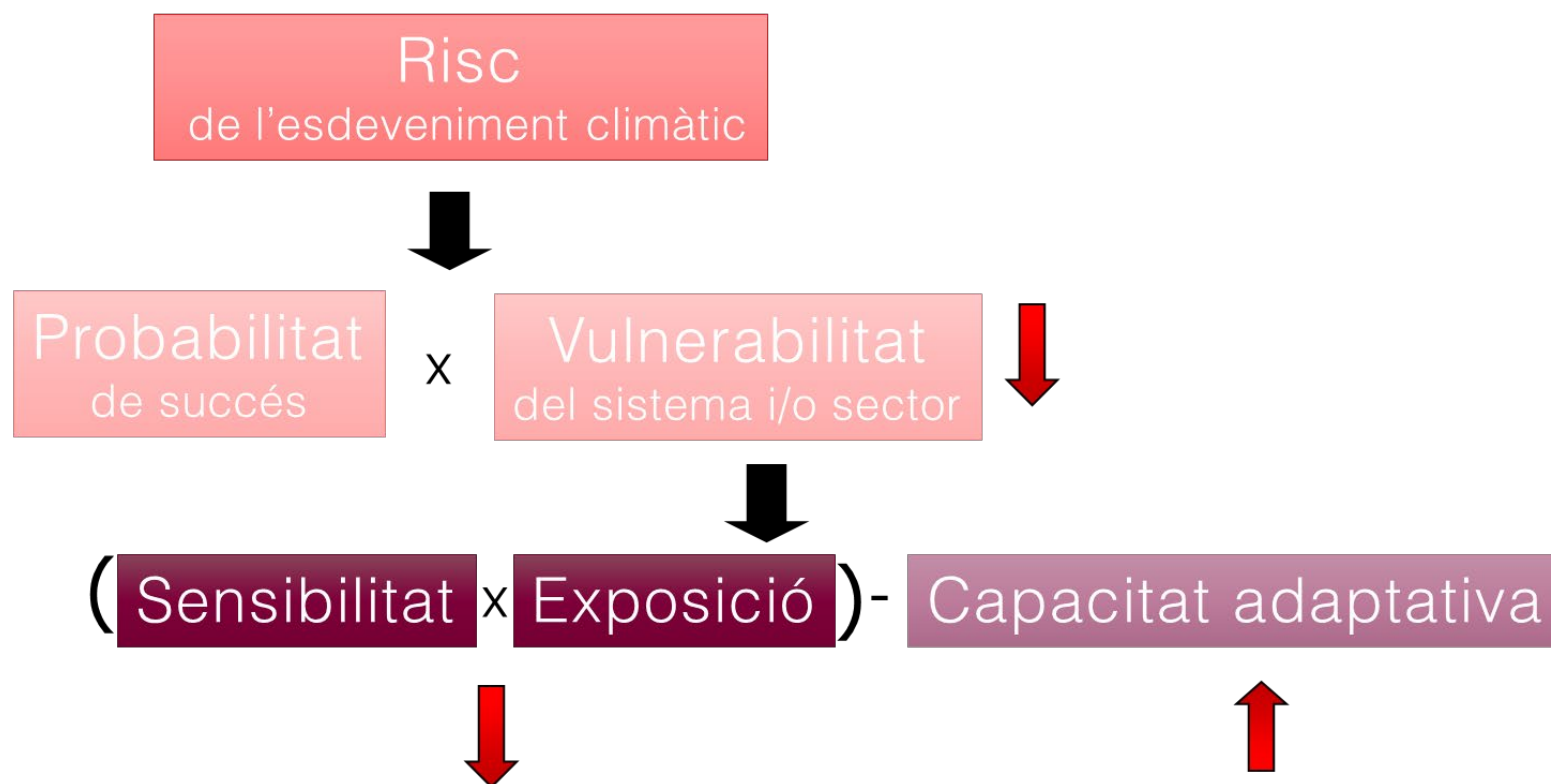 Risc
de l'esdeveniment climàtic
Probabilitat
de succés
x
Vulnerabilitat
del sistema i/o sector
( Sensibilitat x Exposició ) - Capacitat adaptativa